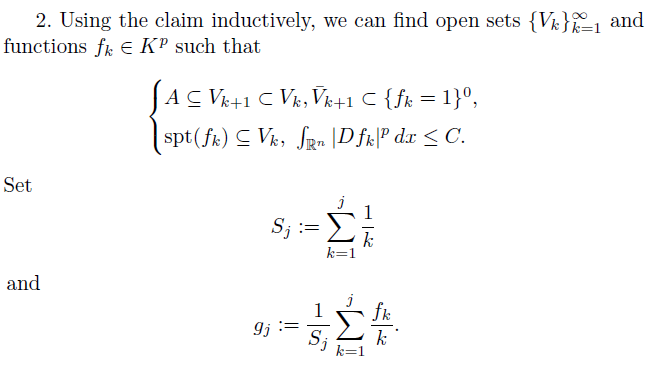 2. Using the claim inductively, we can find open sets $\{V_k\}_{k=1}^{\infty}$ and
functions $f_k \in K^p$ such that
$$\begin{cases} A \subseteq V_{k+1} \subset V_k, \bar{V}_{k+1} \subset \{f_k = 1\}^0, \\ \text{spt}(f_k) \subseteq V_k, \ \int_{\mathbb{R}^n} |Df_k|^p \, dx \leq C. \end{cases}$$
Set
$$S_j := \sum_{k=1}^{j} \frac{1}{k}$$
and
$$g_j := \frac{1}{S_j} \sum_{k=1}^{j} \frac{f_k}{k}.$$